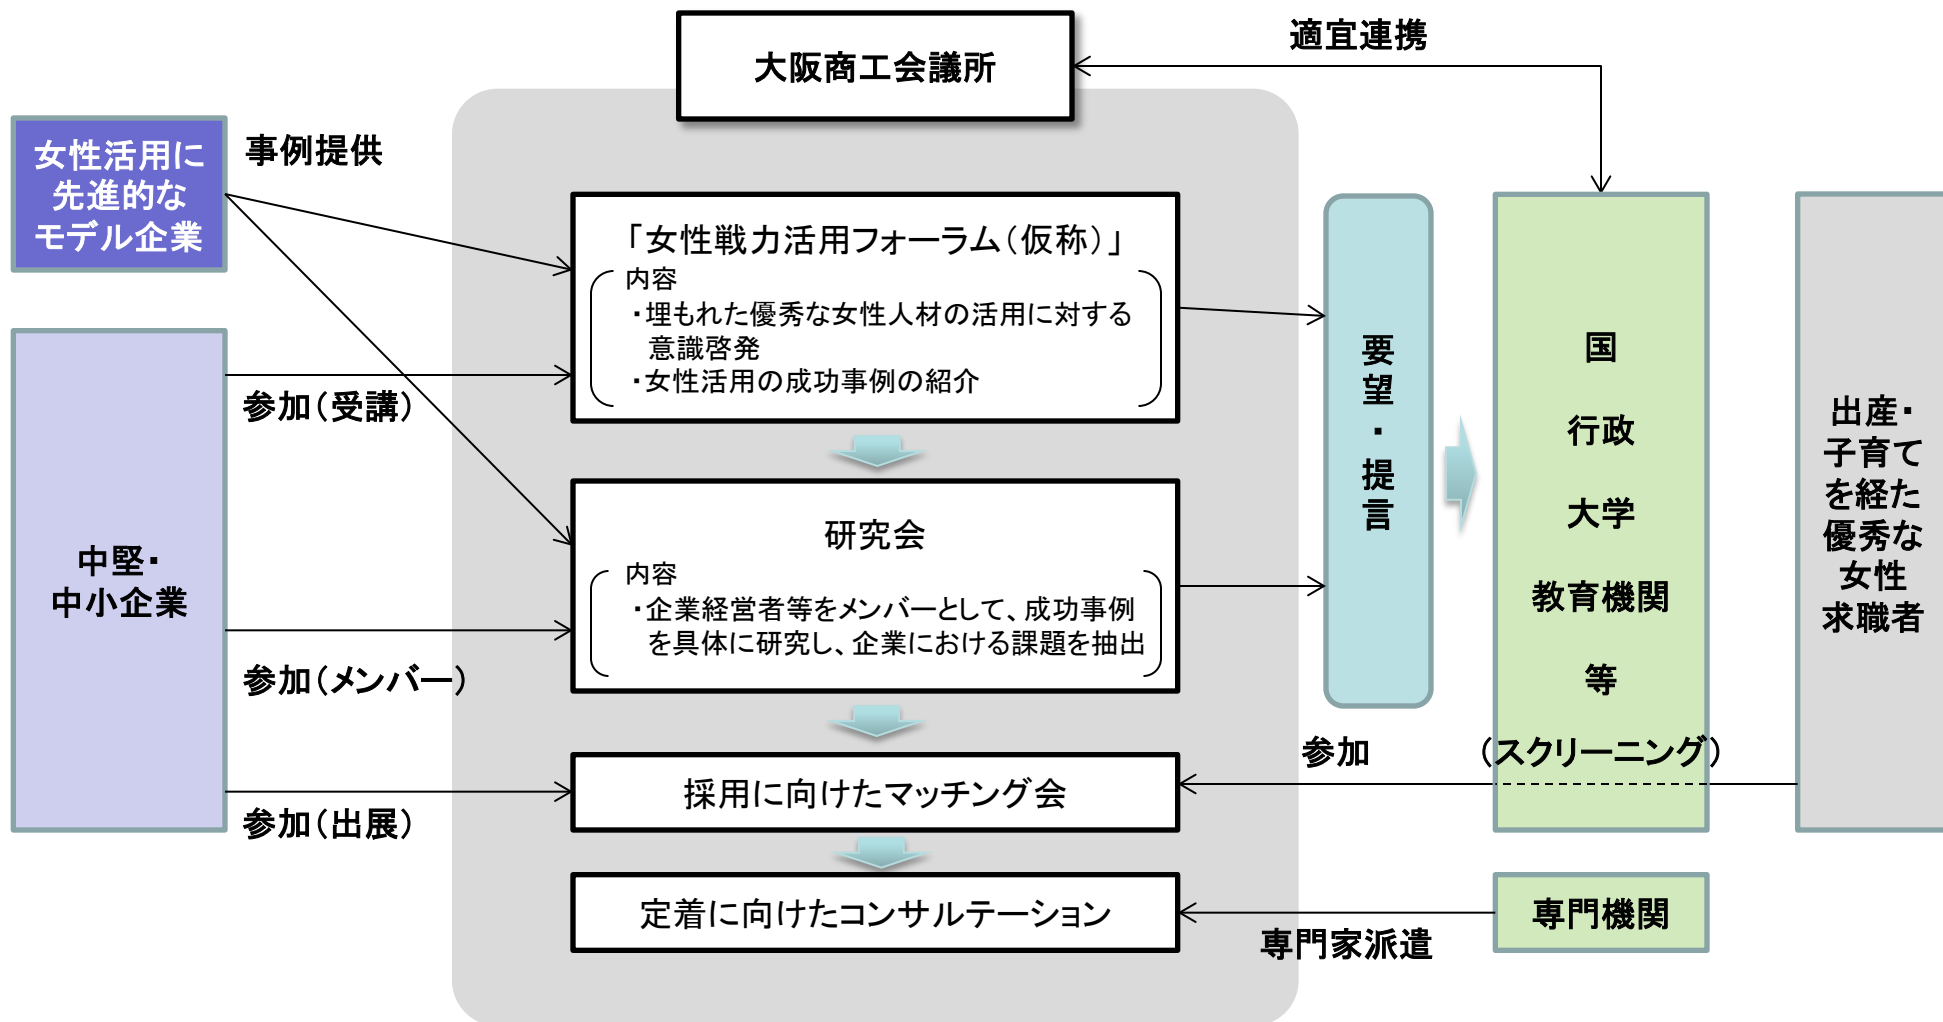 大阪商工会議所
適宜連携
女性活用に
先進的な
モデル企業
事例提供
「女性戦力活用フォーラム（仮称）」
内容
・埋もれた優秀な女性人材の活用に対する
意識啓発
・女性活用の成功事例の紹介
中堅・
中小企業
参加（受講）
研究会
内容
・企業経営者等をメンバーとして、成功事例
を具体に研究し、企業における課題を抽出
参加（メンバー）
採用に向けたマッチング会
参加（出展）
定着に向けたコンサルテーション
要望・提言
国
行政
大学
教育機関
等
出産・
子育て
を経た
優秀な
女性
求職者
参加
（スクリーニング）
専門機関
専門家派遣